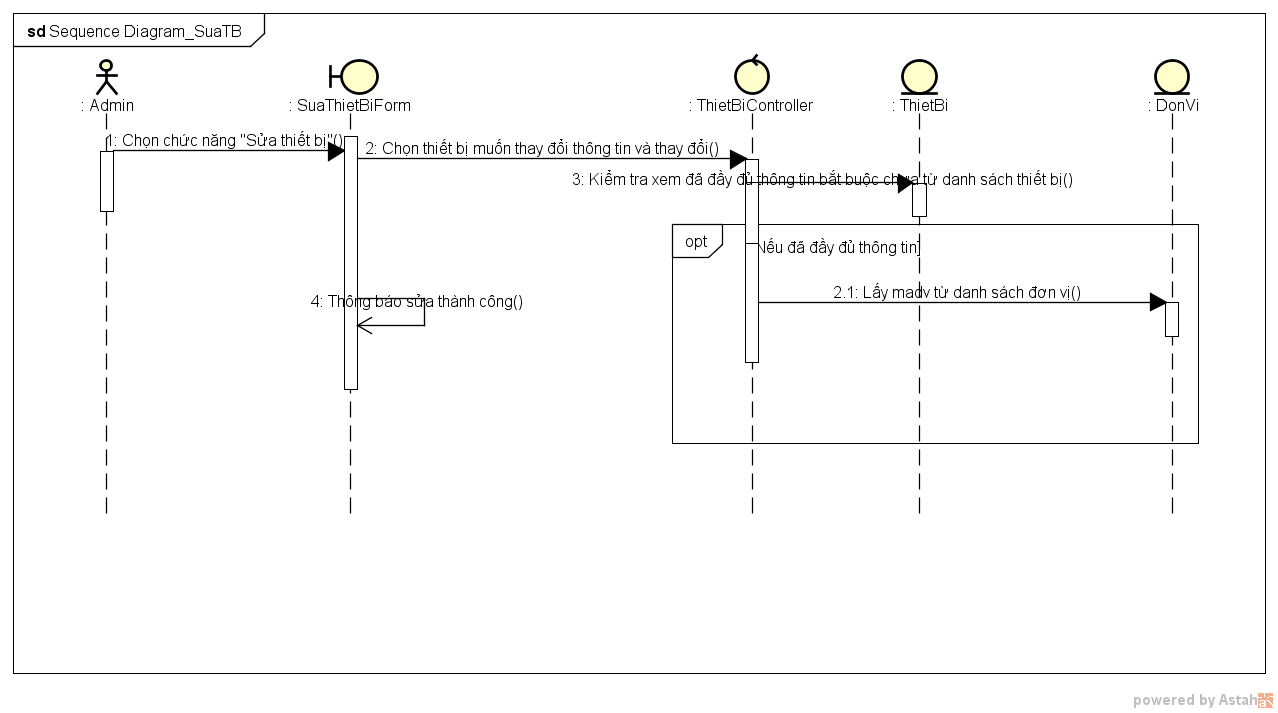 sd Sequence Diagram_SuaTB
: Admin
: SuaThietBiForm
: ThietBiController
: ThietBi
: DonVi
1: Chọn chức năng "Sửa thiết bị"()
2: Chọn thiết bị muốn thay đổi thông tin và thay đổi()
3: Kiểm tra xem đã đầy đủ thông tin bắt buộc chưa từ danh sách thiết bị()
opt
[Nếu đã đầy đủ thông tin]
2.1: Lấy madv từ danh sách đơn vị()
4: Thông báo sửa thành công()
powered by Astah